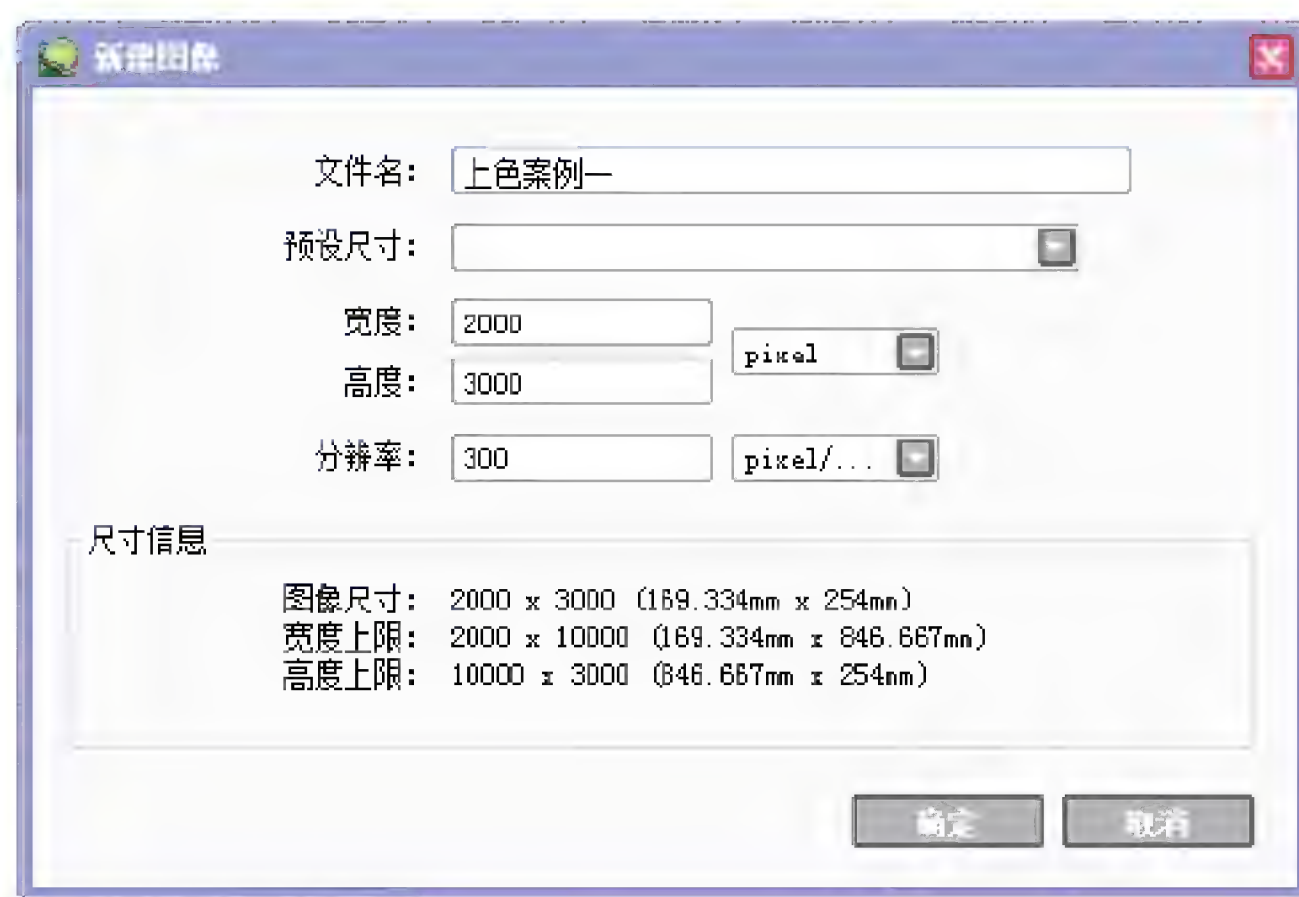 新建图像
文件名： 上色案例一
预设尺寸：
宽度： 2000
pixel
高度： 3000
分辨率： 300 pixel/...
尺寸信息
图像尺寸： 2000 x 3000 (169.334mm x 254mm)
宽度上限： 2000 x 10000 (169.334mm x 846.667mm)
高度上限： 10000 x 3000 (846.667mm x 254mm)
确定 取消